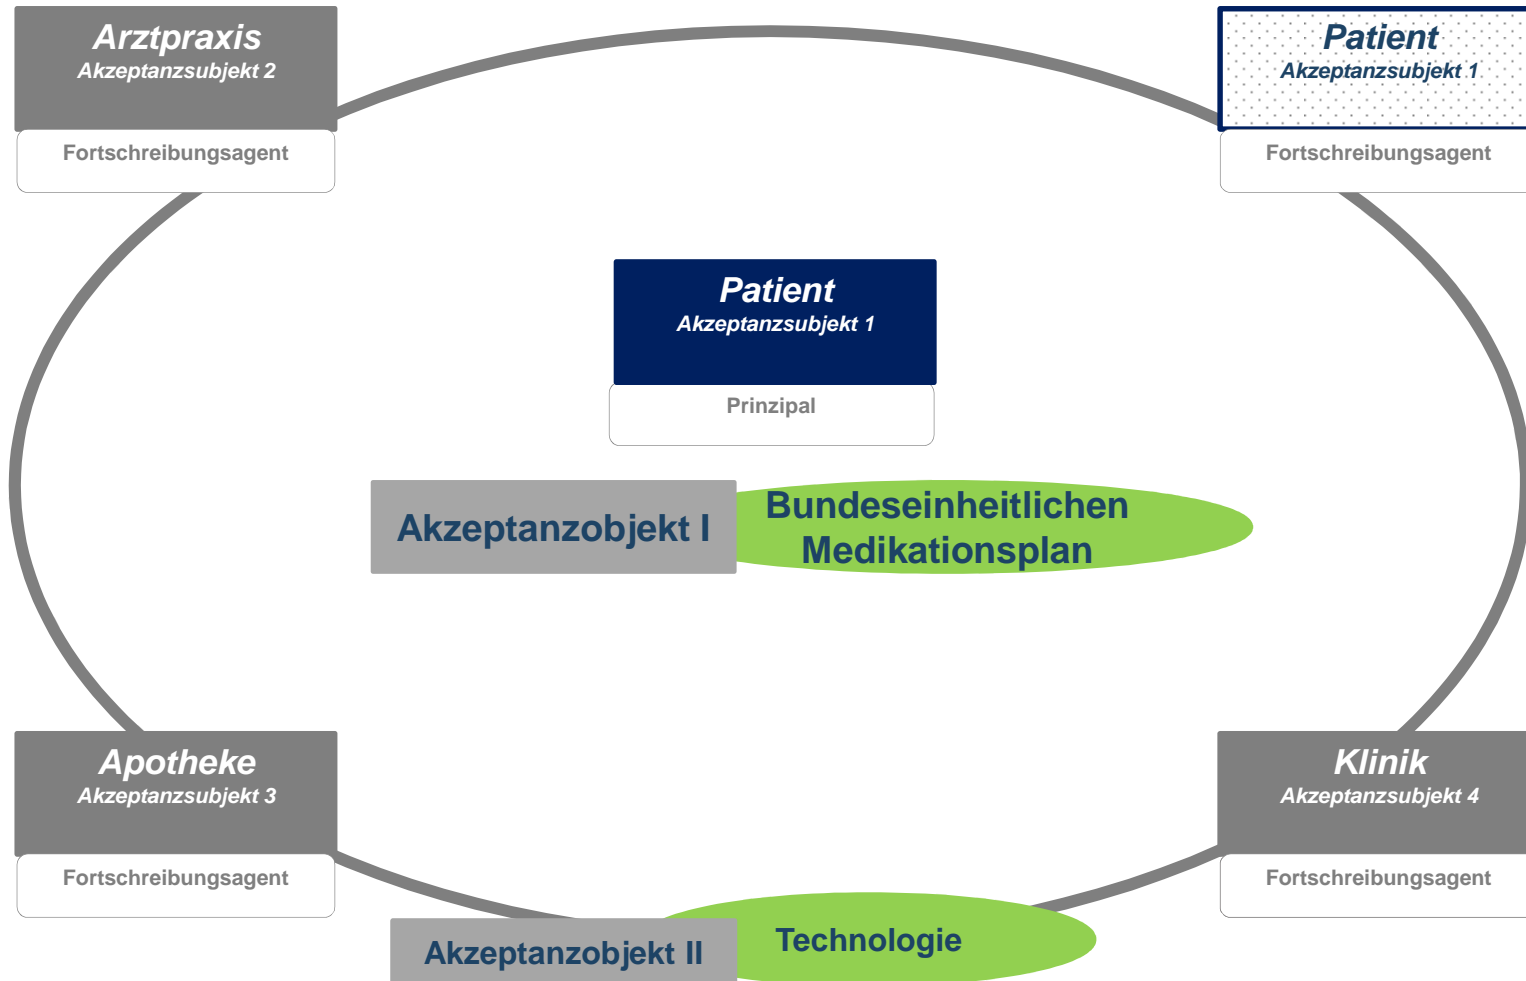 Arztpraxis
Akzeptanzsubjekt 2
Fortschreibungsagent
Patient
Akzeptanzsubjekt 1
Fortschreibungsagent
Patient
Akzeptanzsubjekt 1
Prinzipal
Akzeptanzobjekt I
Bundeseinheitlichen
Medikationsplan
Apotheke
Akzeptanzsubjekt 3
Fortschreibungsagent
Klinik
Akzeptanzsubjekt 4
Fortschreibungsagent
Akzeptanzobjekt II
Technologie